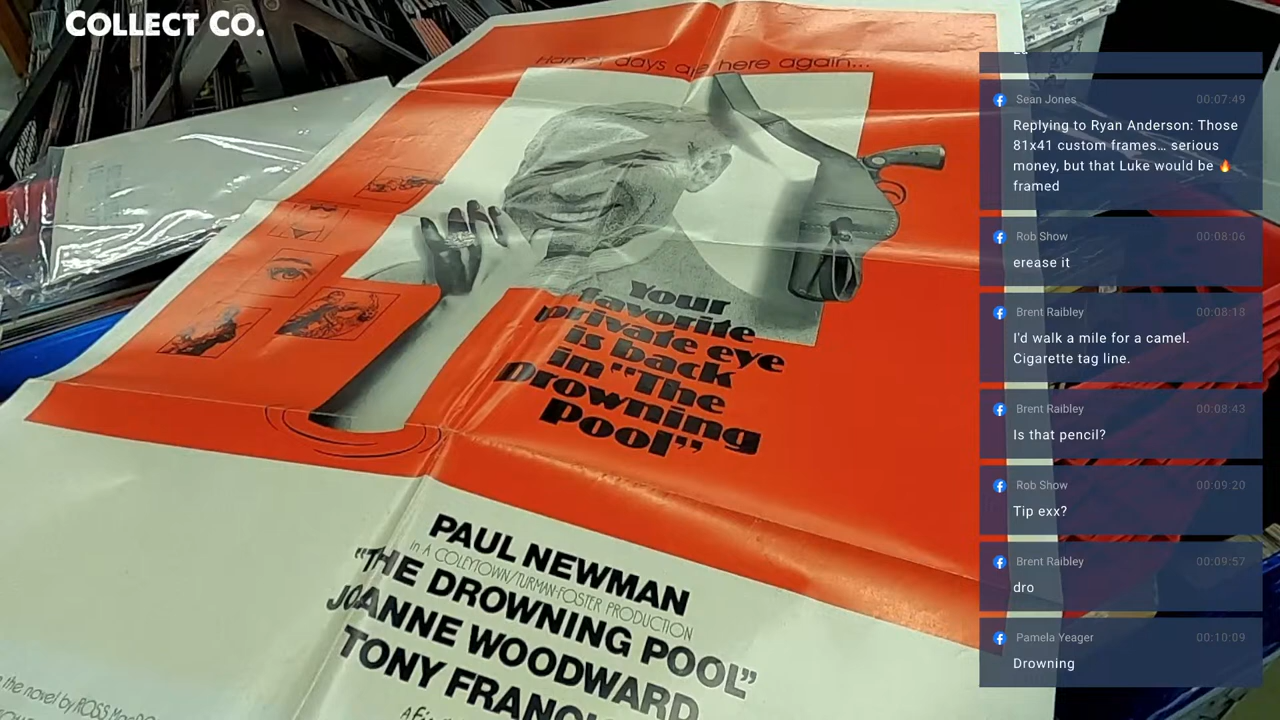 COLLECT CO.
Harper days are here again...
Your
favorite
private eye
is back
in "The
Drowning
Pool"
PAUL NEWMAN
in A COLEYTOWN/TURMAN-FOSTER PRODUCTION
"THE DROWNING POOL"
JOANNE WOODWARD
TONY
the novel by ROSS
Sean Jones 00:07:49
Replying to Ryan Anderson: Those
81x41 custom frames... serious
money, but that Luke would be 🔥
framed
Rob Show 00:08:06
erease it
Brent Raibley 00:08:18
I'd walk a mile for a camel.
Cigarette tag line.
Brent Raibley 00:08:43
Is that pencil?
Rob Show 00:09:20
Tip exx?
Brent Raibley 00:09:57
dro
Pamela Yeager 00:10:09
Drowning